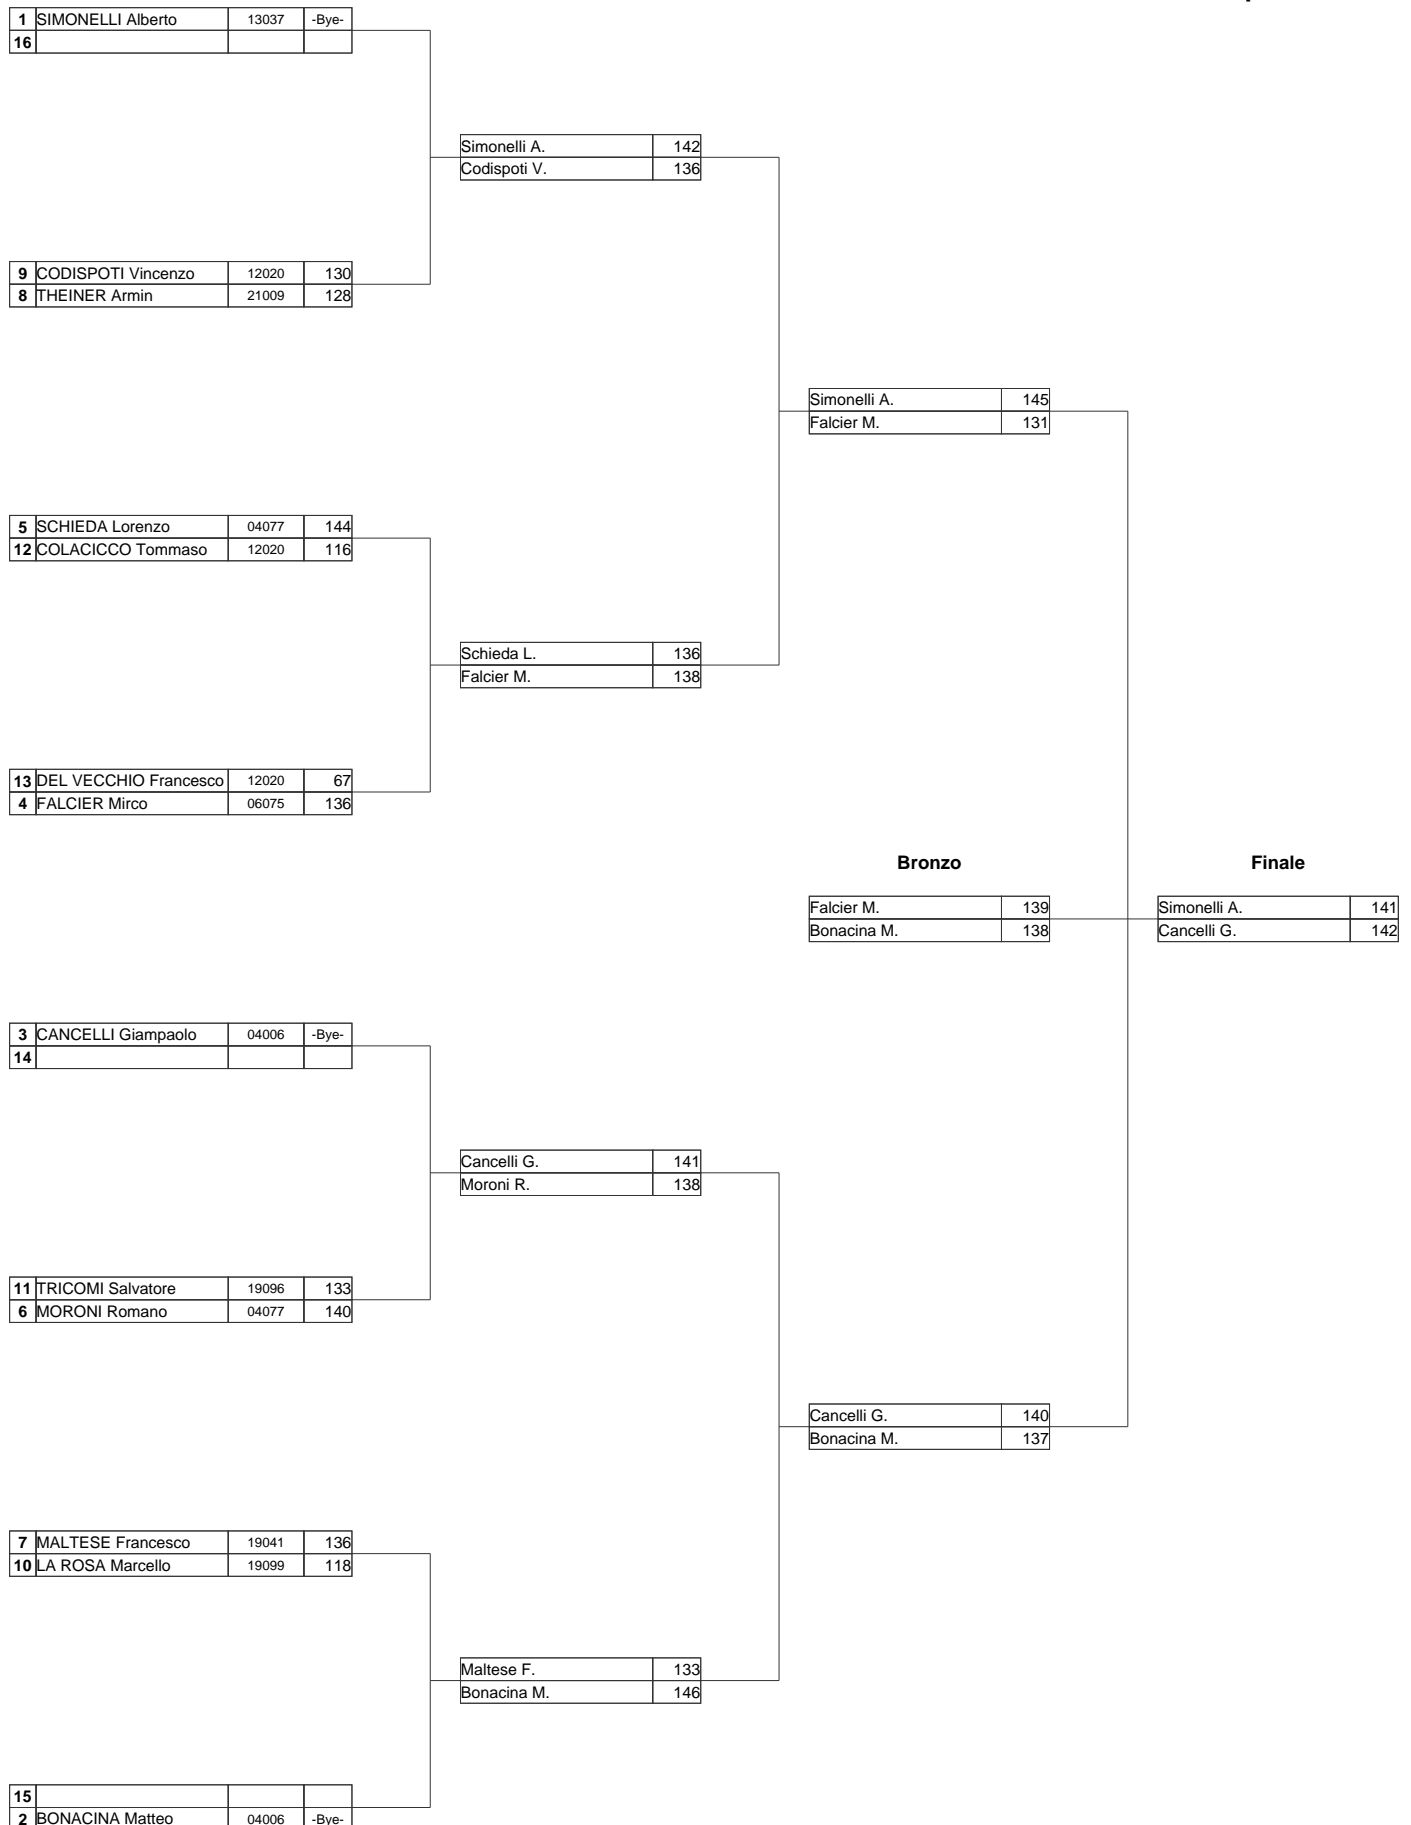 1 SIMONELLI Alberto 13037 -Bye-
16
Simonelli A. 142
Codispoti V. 136
9 CODISPOTI Vincenzo 12020 130
8 THEINER Armin 21009 128
Simonelli A. 145
Falcier M. 131
5 SCHIEDA Lorenzo 04077 144
12 COLACICCO Tommaso 12020 116
Schieda L. 136
Falcier M. 138
13 DEL VECCHIO Francesco 12020 67
4 FALCIER Mirco 06075 136
Bronzo Finale
Falcier M. 139 Simonelli A. 141
Bonacina M. 138 Cancelli G. 142
3 CANCELLI Giampaolo 04006 -Bye-
14
Cancelli G. 141
Moroni R. 138
11 TRICOMI Salvatore 19096 133
6 MORONI Romano 04077 140
Cancelli G. 140
Bonacina M. 137
7 MALTESE Francesco 19041 136
10 LA ROSA Marcello 19099 118
Maltese F. 133
Bonacina M. 146
15
2 BONACINA Matteo 04006 -Bye-